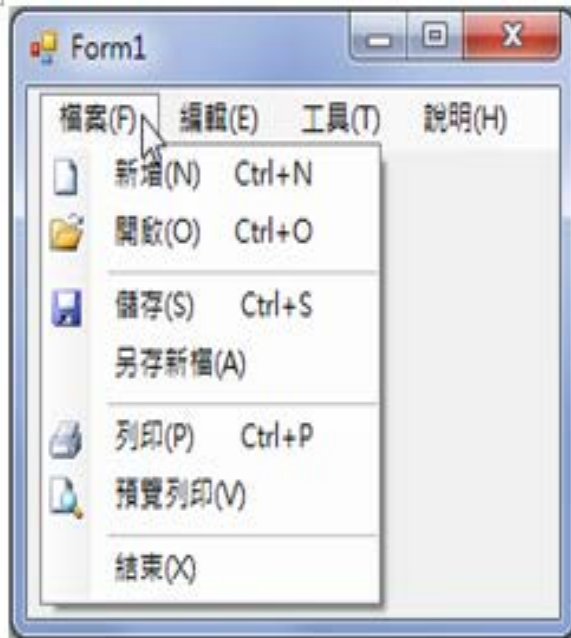 Form1
檔案(F) 編輯(E) 工具(T) 說明(H)
新增(N) Ctrl+N
開啟(O) Ctrl+O
儲存(S) Ctrl+S
另存新檔(A)
列印(P) Ctrl+P
預覽列印(V)
結束(X)